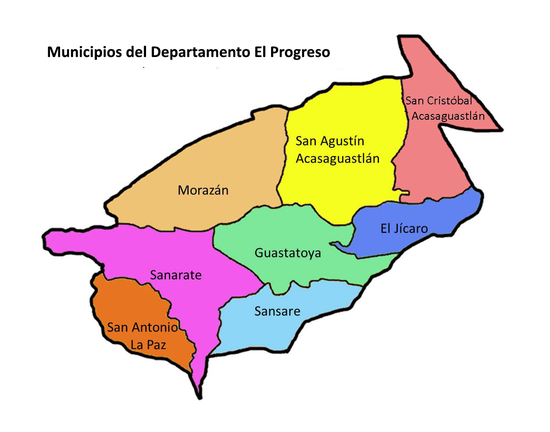 Municipios del Departamento El Progreso
San Cristóbal
Acasaguastlán
San Agustín
Acasaguastlán
Morazán
El Jícaro
Guastatoya
Sanarate
Sansare
San Antonio
La Paz